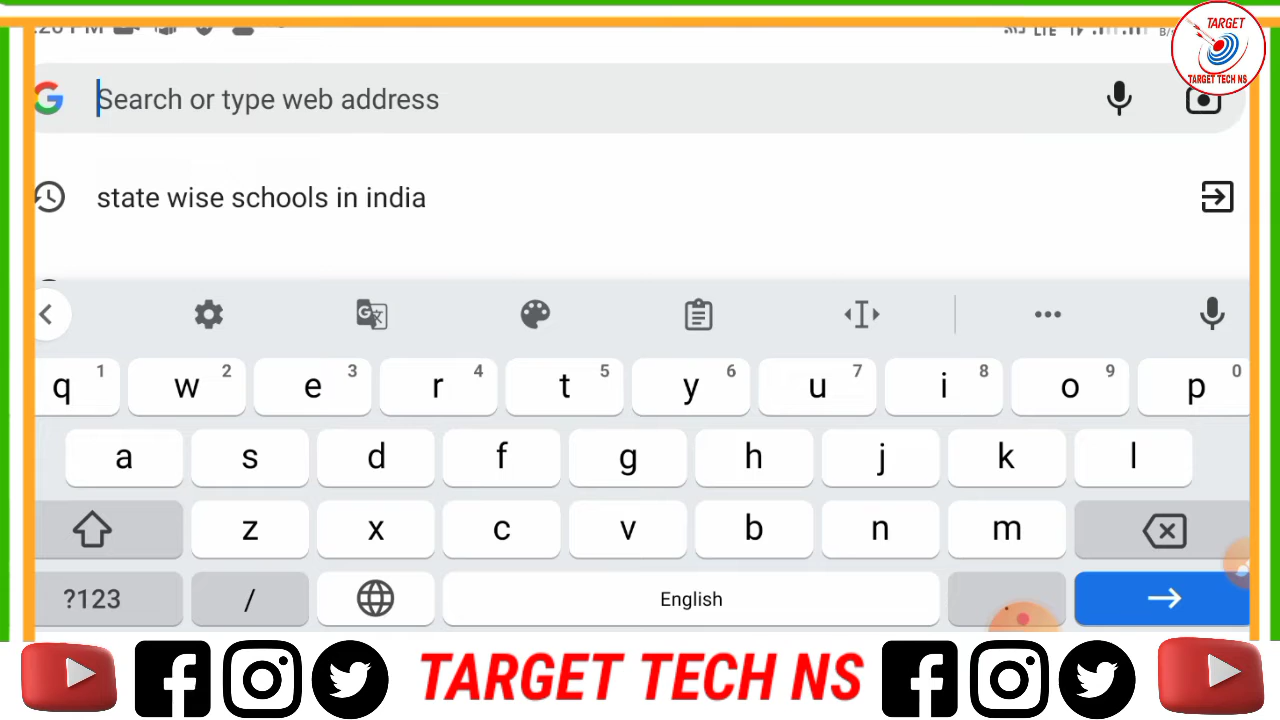 LTE
TARGET
TARGET TECH NS
Search or type web address
state wise schools in india
q 1 w 2 e 3 r 4 t 5 y 6 u 7 i 8 o 9 p 0
a s d f g h j k l
z x c v b n m
?123 / English
TARGET TECH NS